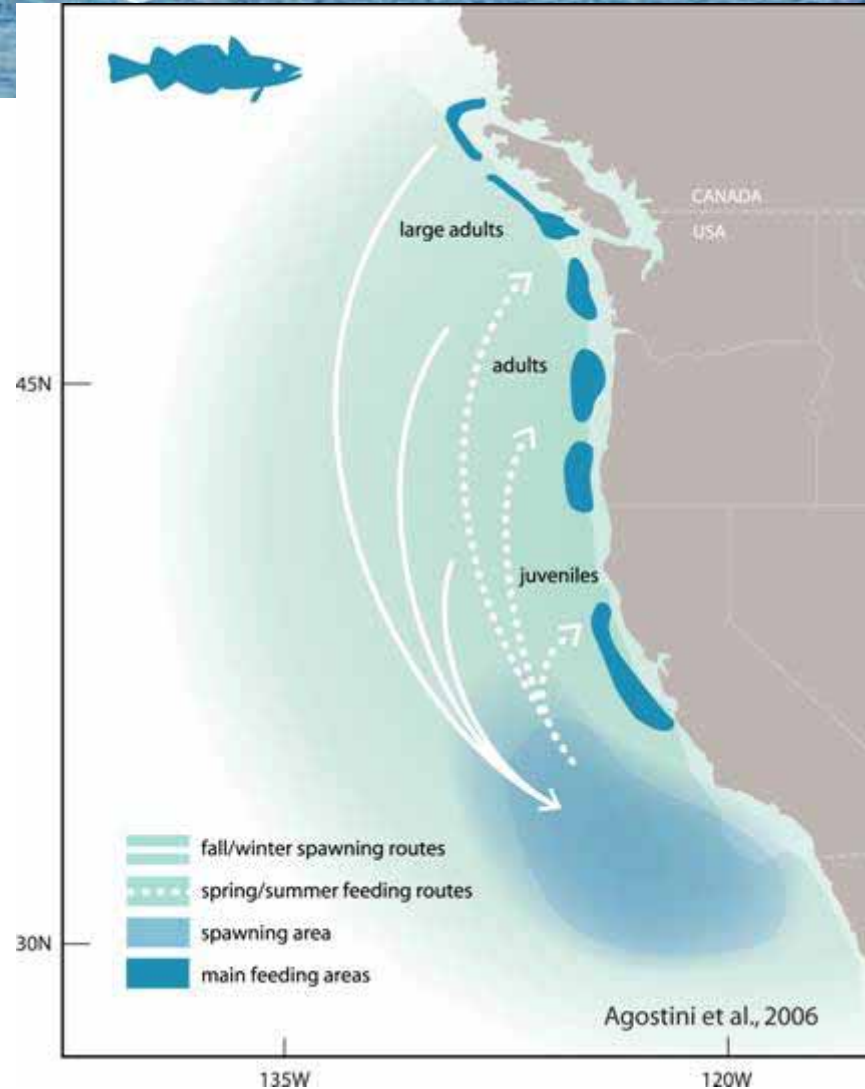 CANADA
USA
large adults
adults
45N
juveniles
fall/winter spawning routes
spring/summer feeding routes
spawning area
30N
main feeding areas
Agostini et al., 2006
135W
120W